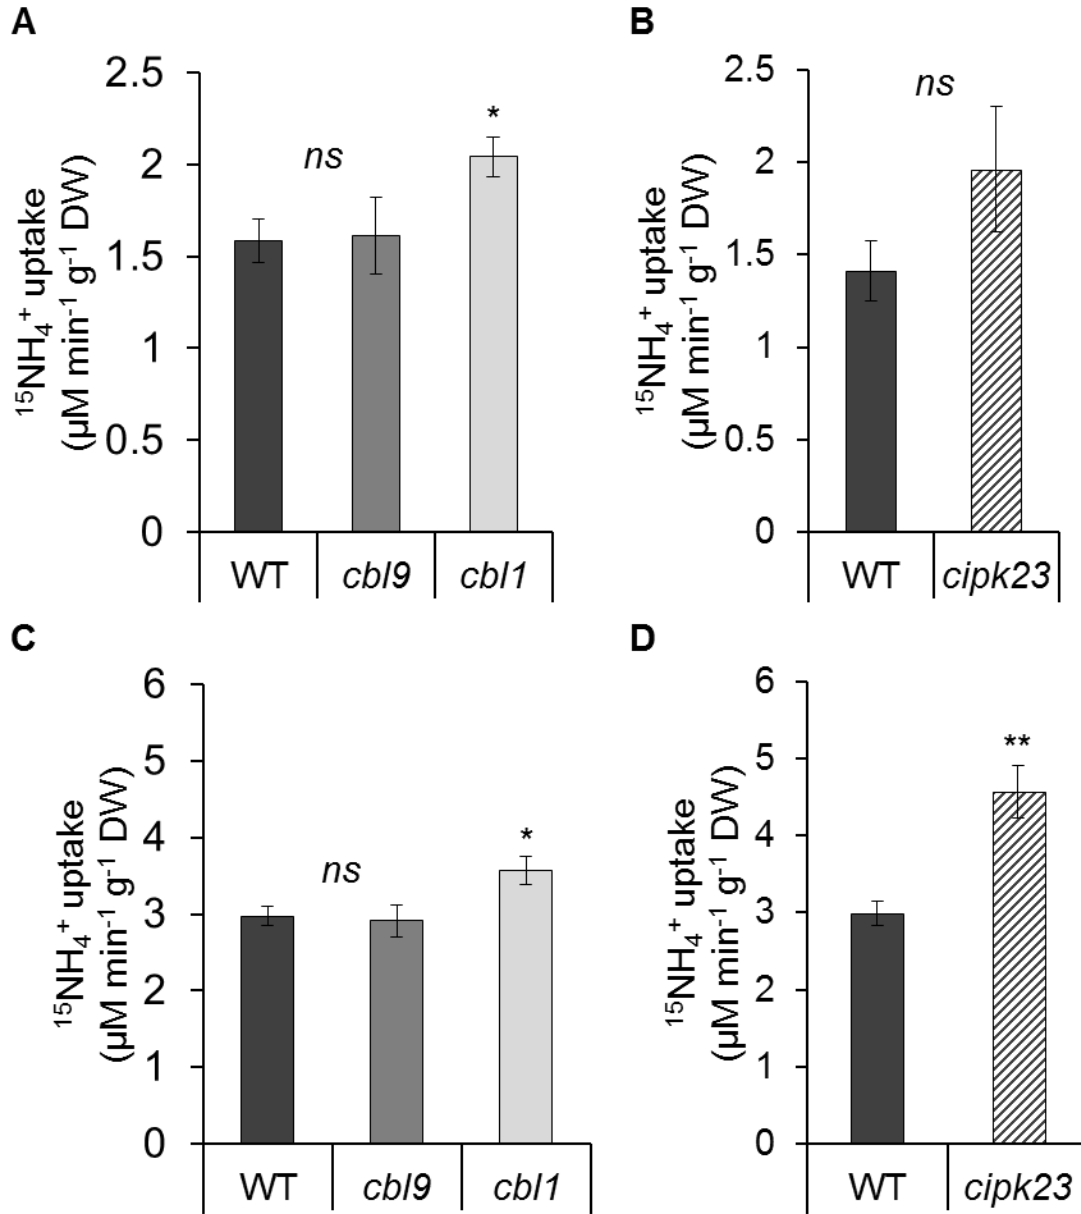 A
¹⁵NH₄⁺ uptake
(µM min⁻¹ g⁻¹ DW)
2.5
2
1.5
1
0.5
0
ns
*
WT cbl9 cbl1
B
¹⁵NH₄⁺ uptake
(µM min⁻¹ g⁻¹ DW)
2.5
2
1.5
1
0.5
0
ns
WT cipk23
C
¹⁵NH₄⁺ uptake
(µM min⁻¹ g⁻¹ DW)
6
5
4
3
2
1
0
ns
*
WT cbl9 cbl1
D
¹⁵NH₄⁺ uptake
(µM min⁻¹ g⁻¹ DW)
6
5
4
3
2
1
0
**
WT cipk23